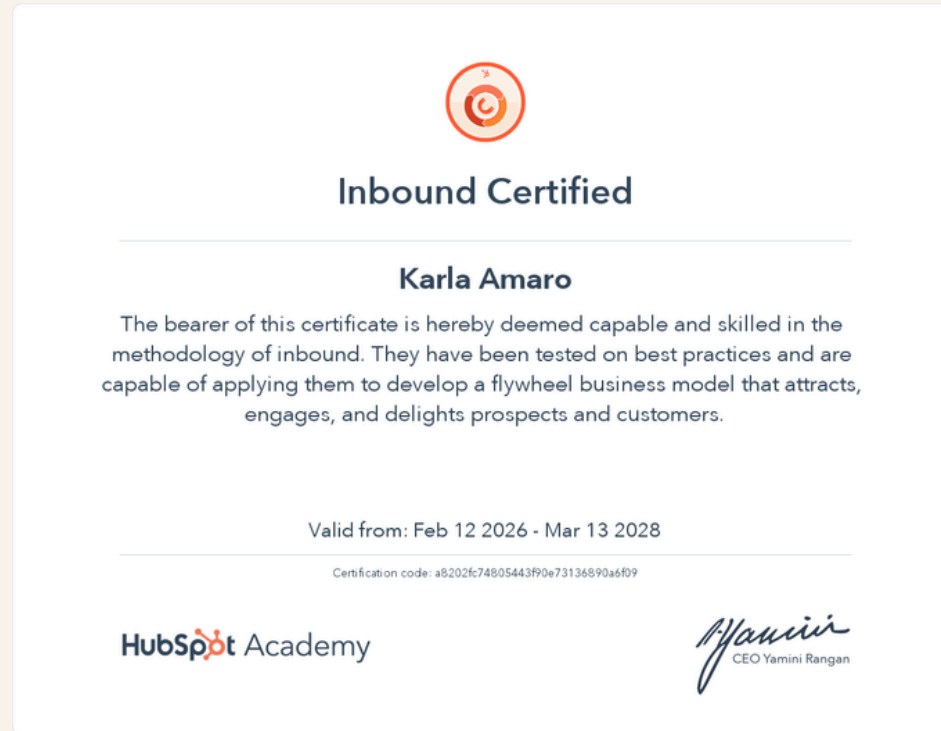 Inbound Certified
Karla Amaro
The bearer of this certificate is hereby deemed capable and skilled in the
methodology of inbound. They have been tested on best practices and are
capable of applying them to develop a flywheel business model that attracts,
engages, and delights prospects and customers.
Valid from: Feb 12 2026 - Mar 13 2028
Certification code: a8202fc74805443f90e73136890a6f09
HubSpot Academy
Yamini
CEO Yamini Rangan